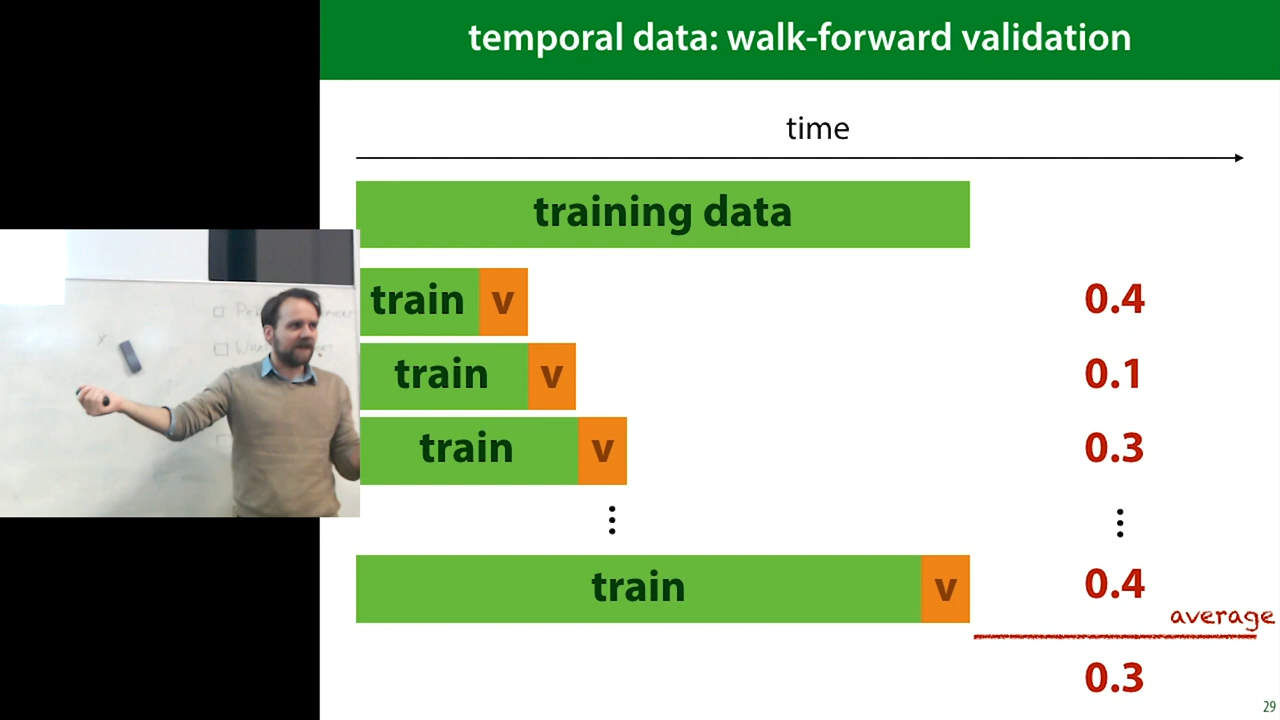 temporal data: walk-forward validation
time
training data
train v 0.4
train v 0.1
train v 0.3
train v 0.4
average
0.3
29